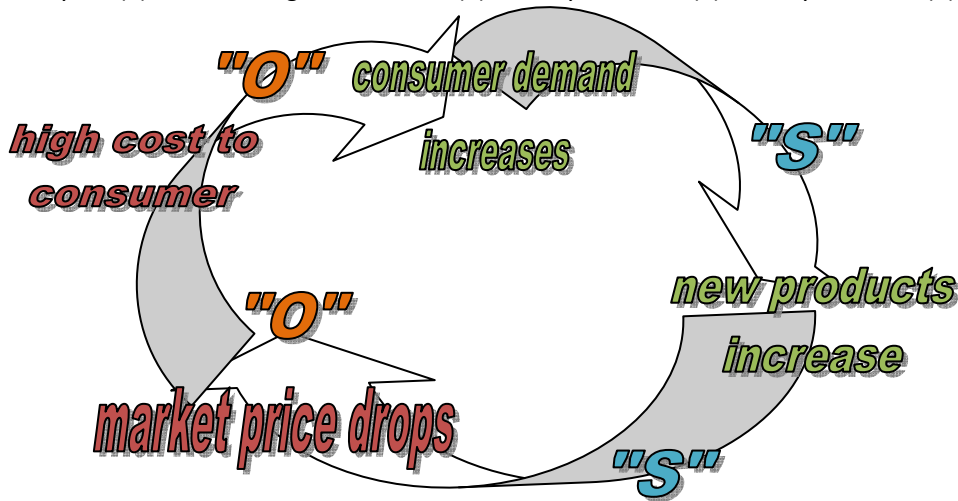 "O"
consumer demand
increases
"S"
high cost to
consumer
new products
increase
"O"
market price drops
"S"